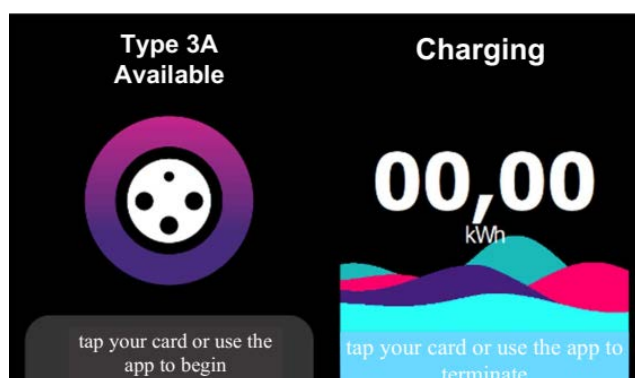 Type 3A
Available
tap your card or use the
app to begin
Charging
00,00
kWh
tap your card or use the app to
terminate